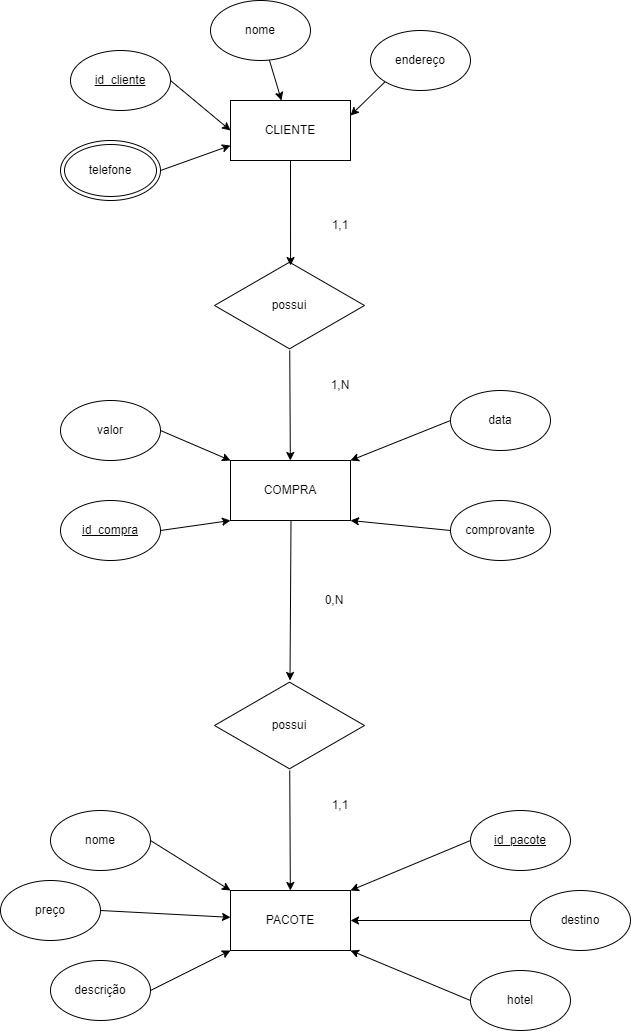 nome
endereço
id_cliente
CLIENTE
telefone
1,1
possui
1,N
valor
data
COMPRA
id_compra
comprovante
0,N
possui
1,1
nome
id_pacote
preço
PACOTE
destino
descrição
hotel